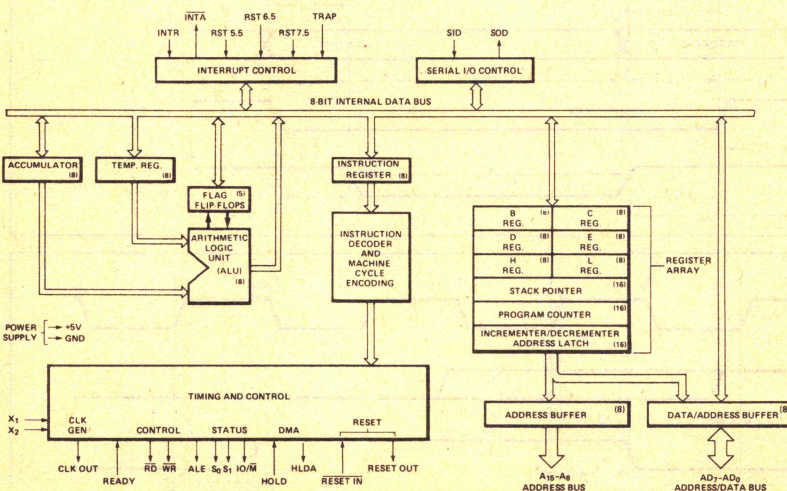 INTA
INTR
RST 5.5
RST 6.5
RST 7.5
TRAP
SID
SOD
INTERRUPT CONTROL
SERIAL I/O CONTROL
8-BIT INTERNAL DATA BUS
ACCUMULATOR (8)
TEMP. REG. (8)
FLAG (5)
FLIP-FLOPS
ARITHMETIC
LOGIC
UNIT
(ALU)
(8)
INSTRUCTION
REGISTER (8)
INSTRUCTION
DECODER
AND
MACHINE
CYCLE
ENCODING
B (8)
REG.
C (8)
REG.
D (8)
REG.
E (8)
REG.
H (8)
REG.
L (8)
REG.
STACK POINTER (16)
PROGRAM COUNTER (16)
INCREMENTER/DECREMENTER
ADDRESS LATCH (16)
REGISTER
ARRAY
POWER
SUPPLY
+5V
GND
TIMING AND CONTROL
X1
X2
CLK
GEN
CONTROL
STATUS
DMA
RESET
CLK OUT
READY
RD
WR
ALE
S0
S1
IO/M
HOLD
HLDA
RESET IN
RESET OUT
ADDRESS BUFFER (8)
DATA/ADDRESS BUFFER (8)
A15-A8
ADDRESS BUS
AD7-AD0
ADDRESS/DATA BUS